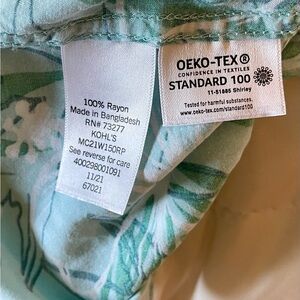 100% Rayon
Made in Bangladesh
RN# 73277
KOHL'S
MC21W150RP
See reverse for care
400298001091
11/21
67021
OEKO-TEX®
CONFIDENCE IN TEXTILES
STANDARD 100
11-51885 Shirley
Tested for harmful substances.
www.oeko-tex.com/standard100